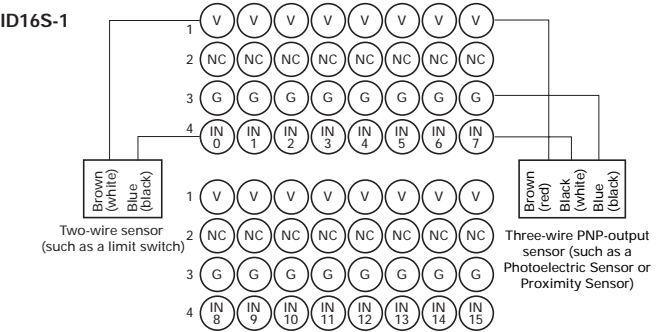 ID16S-1
1 V V V V V V V V
2 NC NC NC NC NC NC NC NC
3 G G G G G G G G
4 IN 0 IN 1 IN 2 IN 3 IN 4 IN 5 IN 6 IN 7
Brown (white)
Blue (black)
Two-wire sensor
(such as a limit switch)
Brown (red)
Black (white)
Blue (black)
Three-wire PNP-output
sensor (such as a
Photoelectric Sensor or
Proximity Sensor)
1 V V V V V V V V
2 NC NC NC NC NC NC NC NC
3 G G G G G G G G
4 IN 8 IN 9 IN 10 IN 11 IN 12 IN 13 IN 14 IN 15